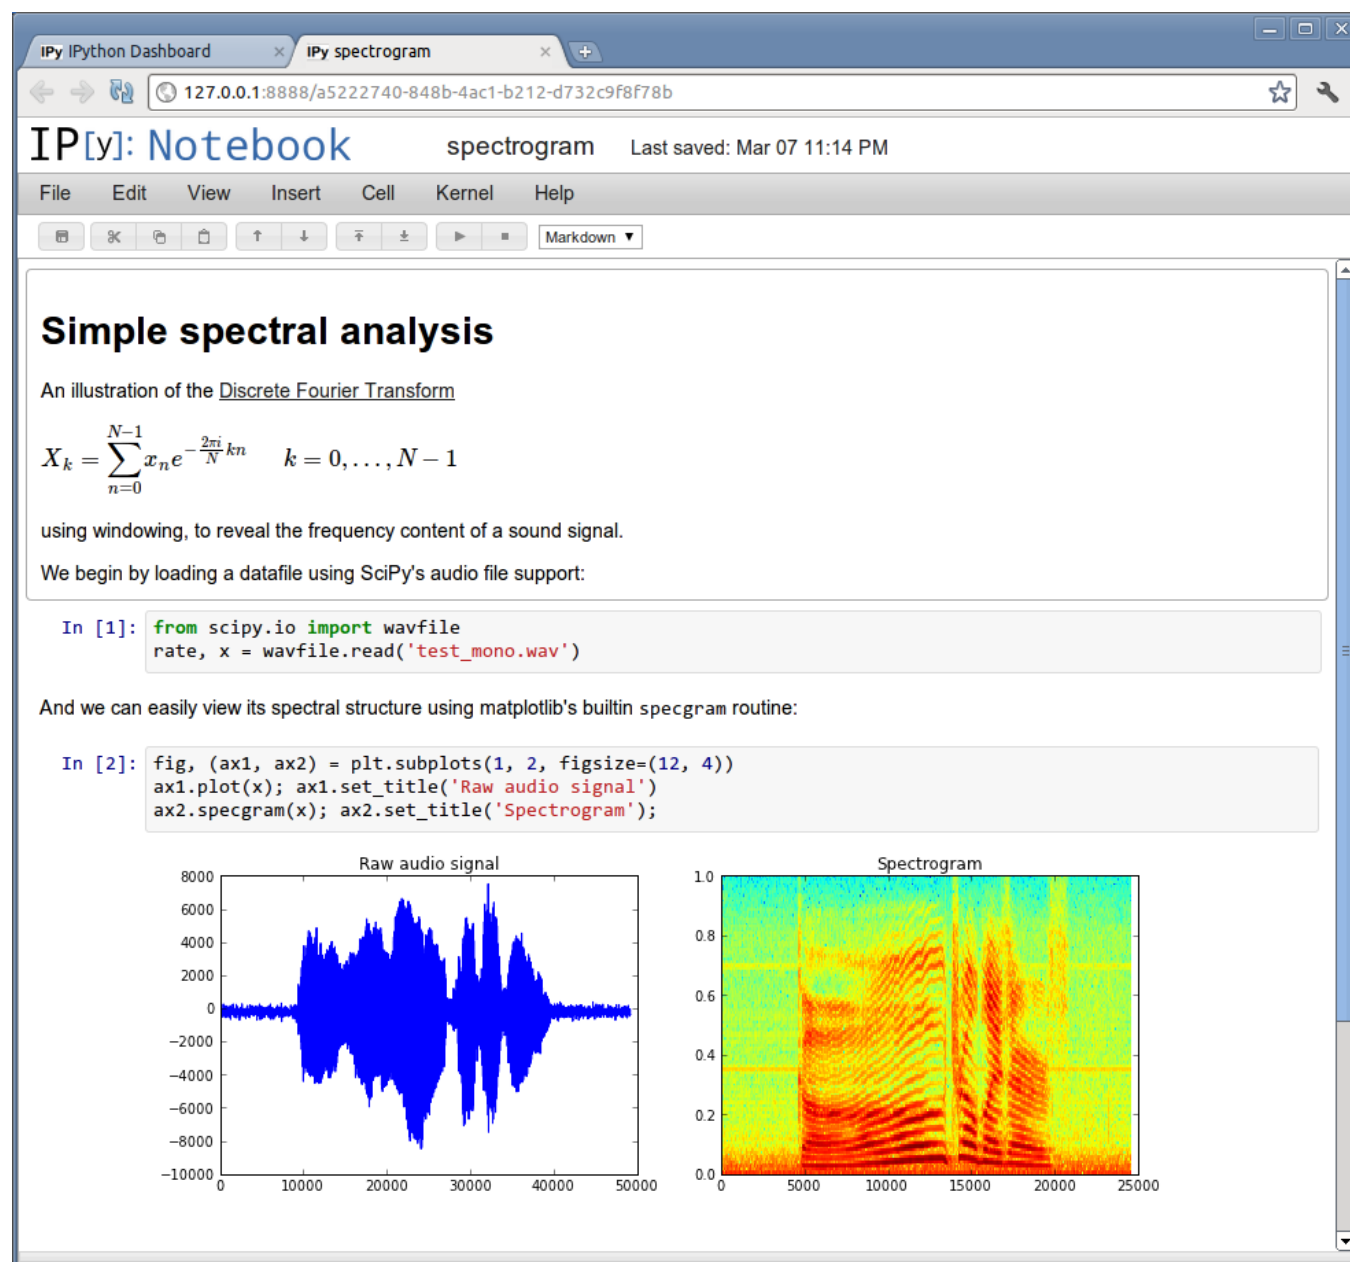 IPy IPython Dashboard
IPy spectrogram
127.0.0.1:8888/a5222740-848b-4ac1-b212-d732c9f8f78b
IP[y]: Notebook spectrogram Last saved: Mar 07 11:14 PM
File Edit View Insert Cell Kernel Help
Markdown
Simple spectral analysis
An illustration of the Discrete Fourier Transform
X_k = \sum_{n=0}^{N-1} x_n e^{-\frac{2\pi i}{N} kn} k = 0, . . . , N − 1
using windowing, to reveal the frequency content of a sound signal.
We begin by loading a datafile using SciPy's audio file support:
In [1]: from scipy.io import wavfile
rate, x = wavfile.read('test_mono.wav')
And we can easily view its spectral structure using matplotlib's builtin specgram routine:
In [2]: fig, (ax1, ax2) = plt.subplots(1, 2, figsize=(12, 4))
ax1.plot(x); ax1.set_title('Raw audio signal')
ax2.specgram(x); ax2.set_title('Spectrogram');
Raw audio signal
8000
6000
4000
2000
0
−2000
−4000
−6000
−8000
−10000
0 10000 20000 30000 40000 50000
Spectrogram
1.0
0.8
0.6
0.4
0.2
0.0
0 5000 10000 15000 20000 25000